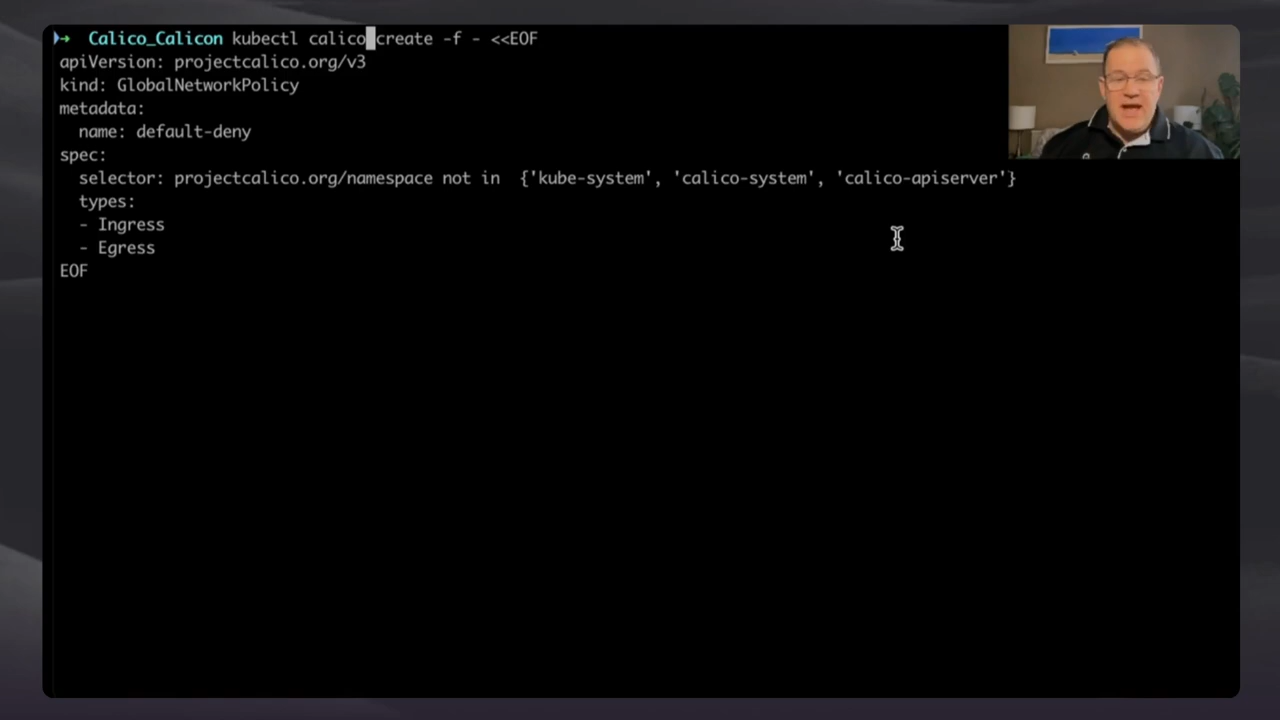 ➜ Calico_Calicon kubectl calico create -f - <<EOF
apiVersion: projectcalico.org/v3
kind: GlobalNetworkPolicy
metadata:
  name: default-deny
spec:
  selector: projectcalico.org/namespace not in  {'kube-system', 'calico-system', 'calico-apiserver'}
  types:
  - Ingress
  - Egress
EOF